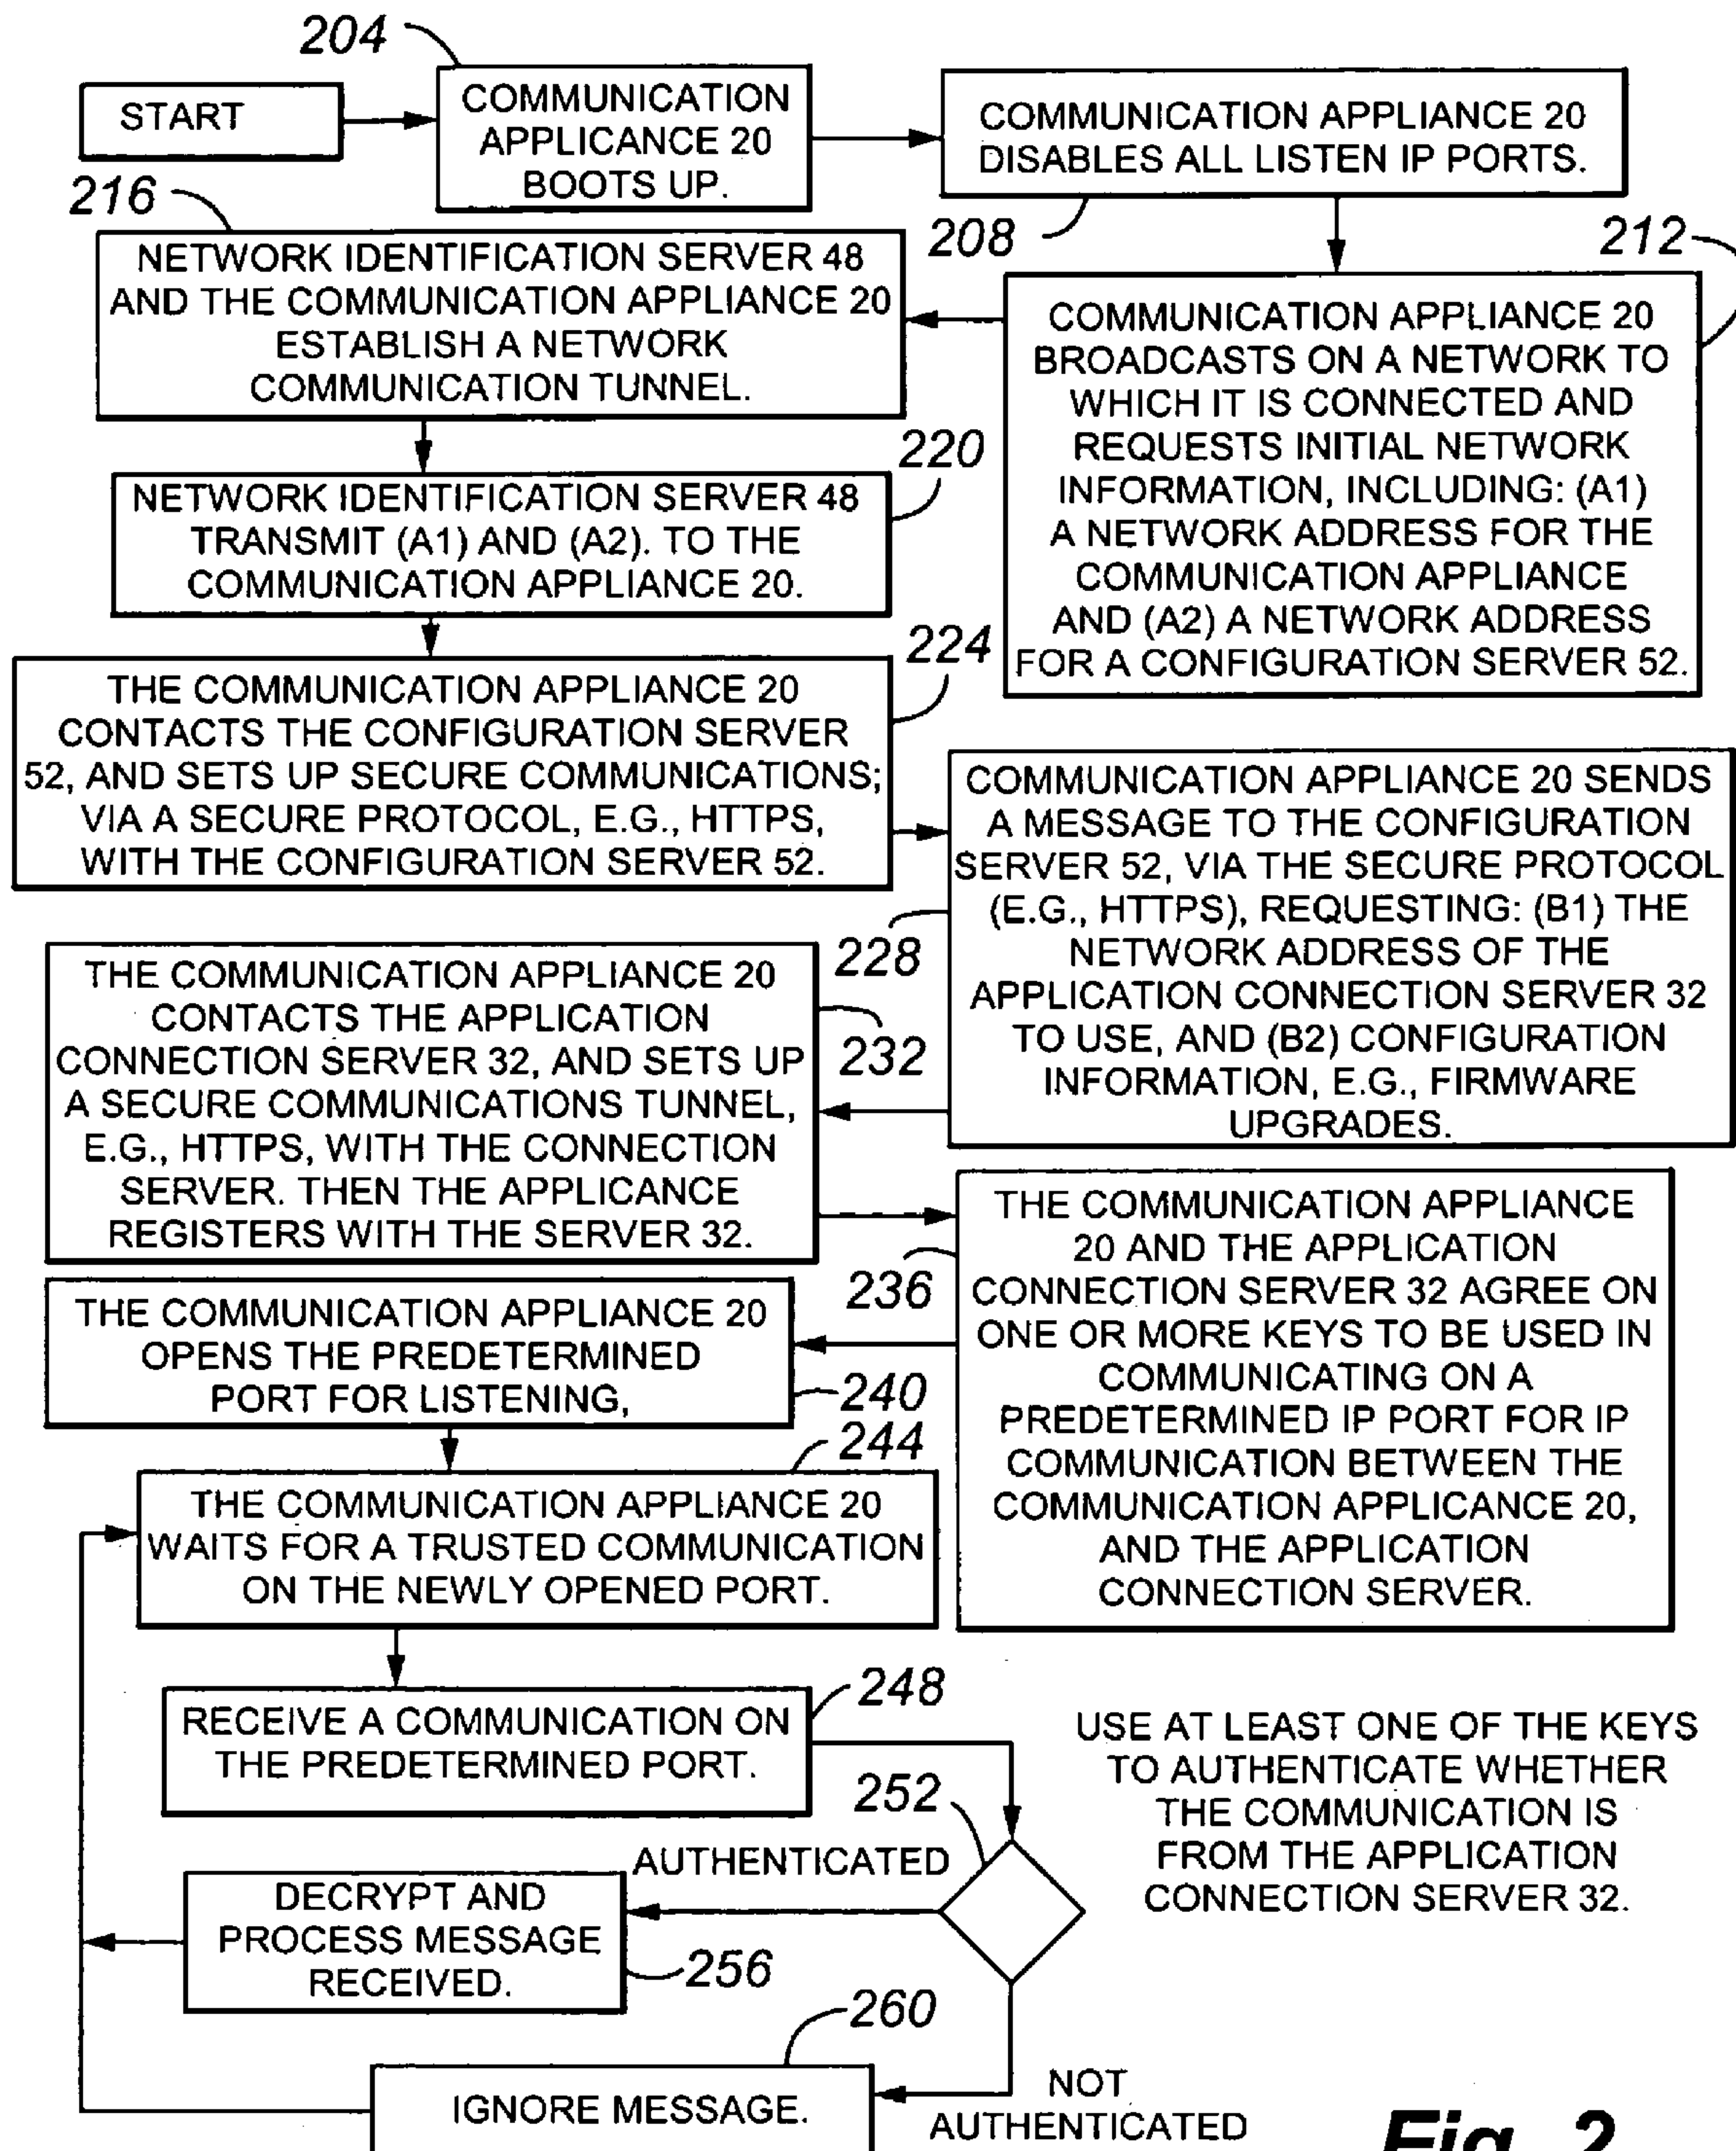 204
START
COMMUNICATION
APPLICANCE 20
BOOTS UP.
COMMUNICATION APPLIANCE 20
DISABLES ALL LISTEN IP PORTS.
208
212
COMMUNICATION APPLIANCE 20
BROADCASTS ON A NETWORK TO
WHICH IT IS CONNECTED AND
REQUESTS INITIAL NETWORK
INFORMATION, INCLUDING: (A1)
A NETWORK ADDRESS FOR THE
COMMUNICATION APPLIANCE
AND (A2) A NETWORK ADDRESS
FOR A CONFIGURATION SERVER 52.
216
NETWORK IDENTIFICATION SERVER 48
AND THE COMMUNICATION APPLIANCE 20
ESTABLISH A NETWORK
COMMUNICATION TUNNEL.
220
NETWORK IDENTIFICATION SERVER 48
TRANSMIT (A1) AND (A2). TO THE
COMMUNICATION APPLIANCE 20.
224
THE COMMUNICATION APPLIANCE 20
CONTACTS THE CONFIGURATION SERVER
52, AND SETS UP SECURE COMMUNICATIONS;
VIA A SECURE PROTOCOL, E.G., HTTPS,
WITH THE CONFIGURATION SERVER 52.
COMMUNICATION APPLIANCE 20 SENDS
A MESSAGE TO THE CONFIGURATION
SERVER 52, VIA THE SECURE PROTOCOL
(E.G., HTTPS), REQUESTING: (B1) THE
NETWORK ADDRESS OF THE
APPLICATION CONNECTION SERVER 32
TO USE, AND (B2) CONFIGURATION
INFORMATION, E.G., FIRMWARE
UPGRADES.
228
THE COMMUNICATION APPLIANCE 20
CONTACTS THE APPLICATION
CONNECTION SERVER 32, AND SETS UP
A SECURE COMMUNICATIONS TUNNEL,
E.G., HTTPS, WITH THE CONNECTION
SERVER. THEN THE APPLICANCE
REGISTERS WITH THE SERVER 32.
232
THE COMMUNICATION APPLIANCE
20 AND THE APPLICATION
CONNECTION SERVER 32 AGREE ON
ONE OR MORE KEYS TO BE USED IN
COMMUNICATING ON A
PREDETERMINED IP PORT FOR IP
COMMUNICATION BETWEEN THE
COMMUNICATION APPLICANCE 20,
AND THE APPLICATION
CONNECTION SERVER.
236
THE COMMUNICATION APPLIANCE 20
OPENS THE PREDETERMINED
PORT FOR LISTENING,
240
244
THE COMMUNICATION APPLIANCE 20
WAITS FOR A TRUSTED COMMUNICATION
ON THE NEWLY OPENED PORT.
248
RECEIVE A COMMUNICATION ON
THE PREDETERMINED PORT.
USE AT LEAST ONE OF THE KEYS
TO AUTHENTICATE WHETHER
THE COMMUNICATION IS
FROM THE APPLICATION
CONNECTION SERVER 32.
252
AUTHENTICATED
DECRYPT AND
PROCESS MESSAGE
RECEIVED.
256
260
IGNORE MESSAGE.
NOT
AUTHENTICATED
Fig. 2